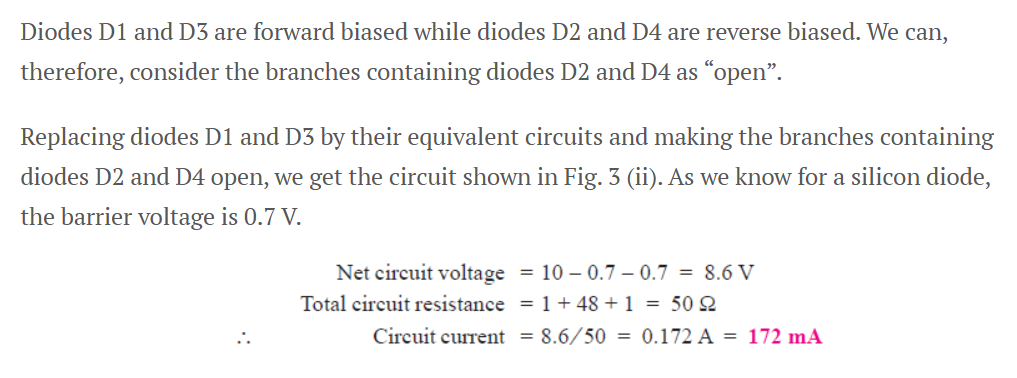 Diodes D1 and D3 are forward biased while diodes D2 and D4 are reverse biased. We can,
therefore, consider the branches containing diodes D2 and D4 as “open”.
Replacing diodes D1 and D3 by their equivalent circuits and making the branches containing
diodes D2 and D4 open, we get the circuit shown in Fig. 3 (ii). As we know for a silicon diode,
the barrier voltage is 0.7 V.
Net circuit voltage = 10 – 0.7 – 0.7 = 8.6 V
Total circuit resistance = 1 + 48 + 1 = 50 Ω
∴ Circuit current = 8.6/50 = 0.172 A = 172 mA